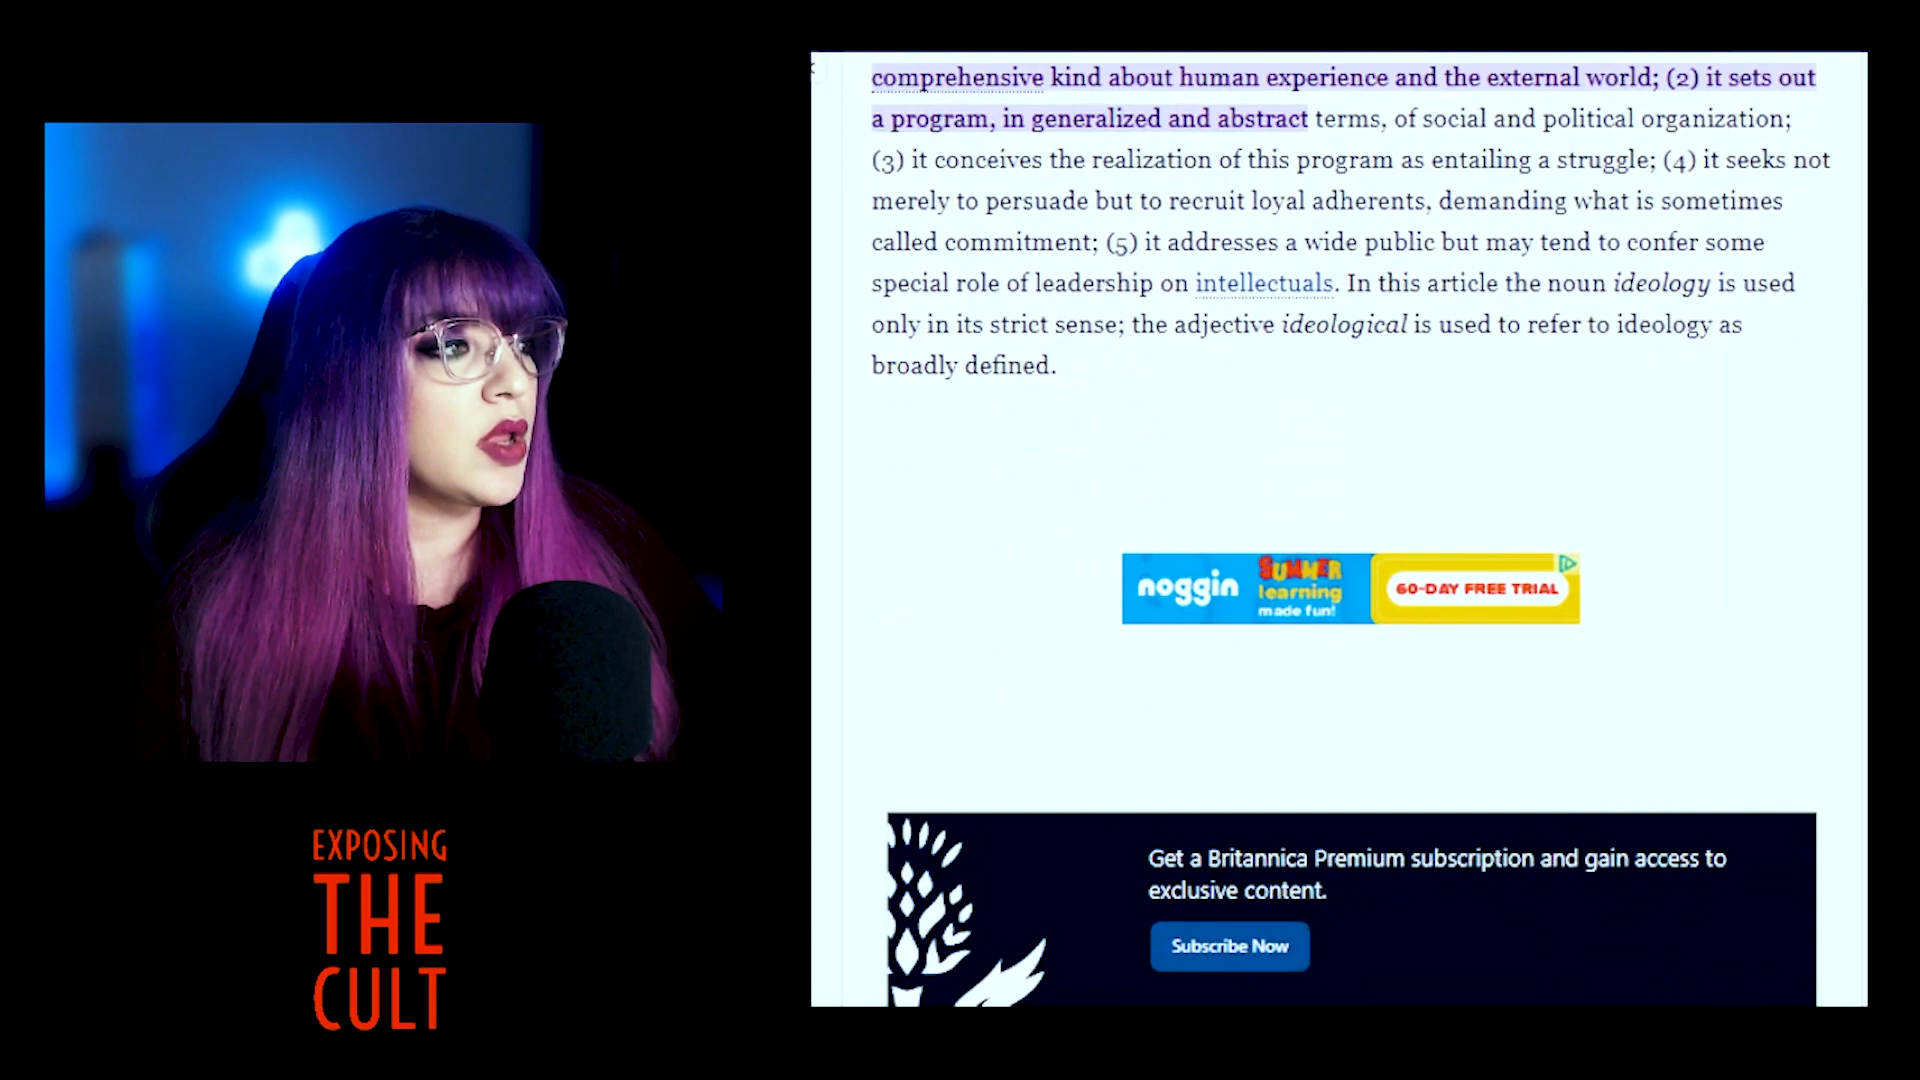 comprehensive kind about human experience and the external world; (2) it sets out
a program, in generalized and abstract terms, of social and political organization;
(3) it conceives the realization of this program as entailing a struggle; (4) it seeks not
merely to persuade but to recruit loyal adherents, demanding what is sometimes
called commitment; (5) it addresses a wide public but may tend to confer some
special role of leadership on intellectuals. In this article the noun ideology is used
only in its strict sense; the adjective ideological is used to refer to ideology as
broadly defined.
noggin
SUMMER
learning
made fun!
60-DAY FREE TRIAL
Get a Britannica Premium subscription and gain access to
exclusive content.
Subscribe Now
EXPOSING
THE
CULT